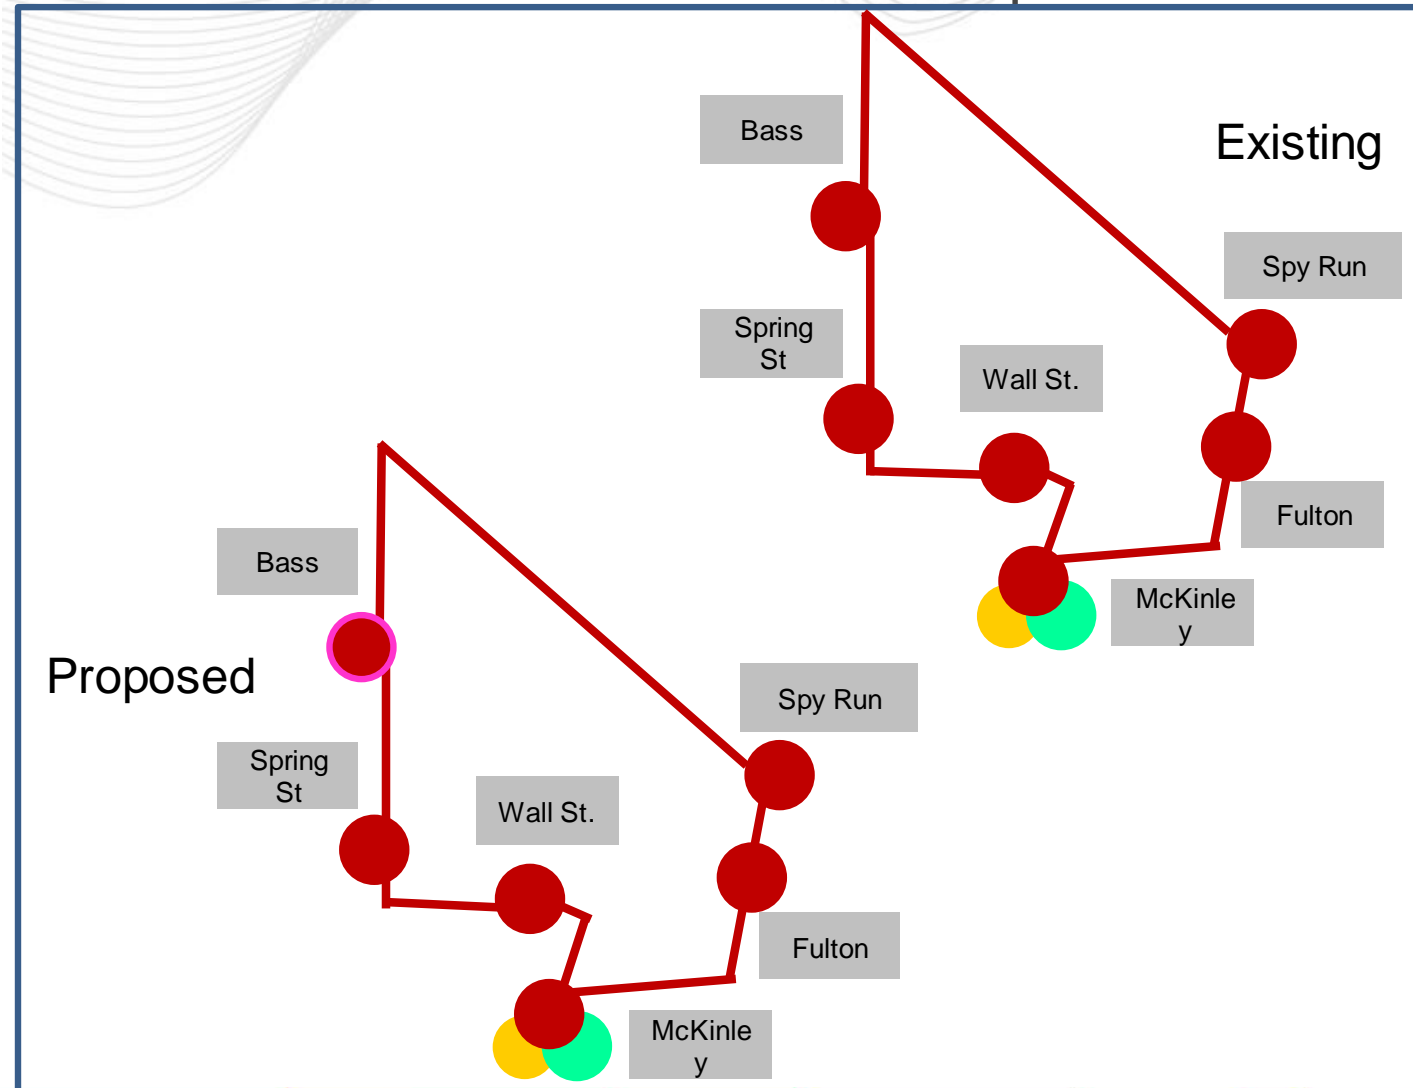 Bass
Existing
Spy Run
Spring
St
Wall St.
Fulton
McKinle
y
Bass
Proposed
Spy Run
Spring
St
Wall St.
Fulton
McKinle
y